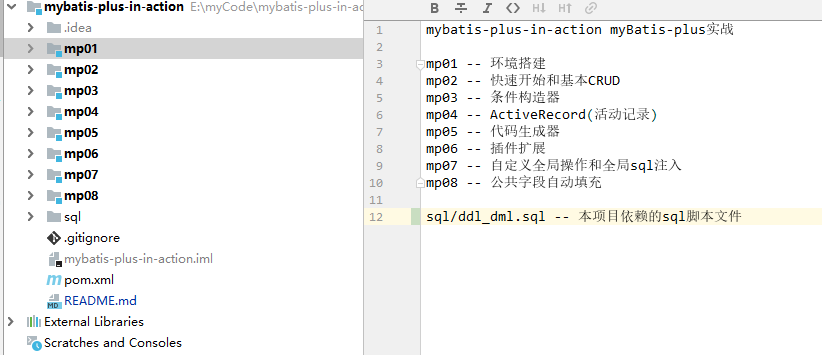 mybatis-plus-in-action E:\myCode\mybatis-plus-in-ac
.idea
mp01
mp02
mp03
mp04
mp05
mp06
mp07
mp08
sql
.gitignore
mybatis-plus-in-action.iml
pom.xml
README.md
External Libraries
Scratches and Consoles
B S <> H↓ H↑
1 mybatis-plus-in-action myBatis-plus实战
2
3 mp01 -- 环境搭建
4 mp02 -- 快速开始和基本CRUD
5 mp03 -- 条件构造器
6 mp04 -- ActiveRecord(活动记录)
7 mp05 -- 代码生成器
8 mp06 -- 插件扩展
9 mp07 -- 自定义全局操作和全局sql注入
10 mp08 -- 公共字段自动填充
11
12 sql/ddl_dml.sql -- 本项目依赖的sql脚本文件